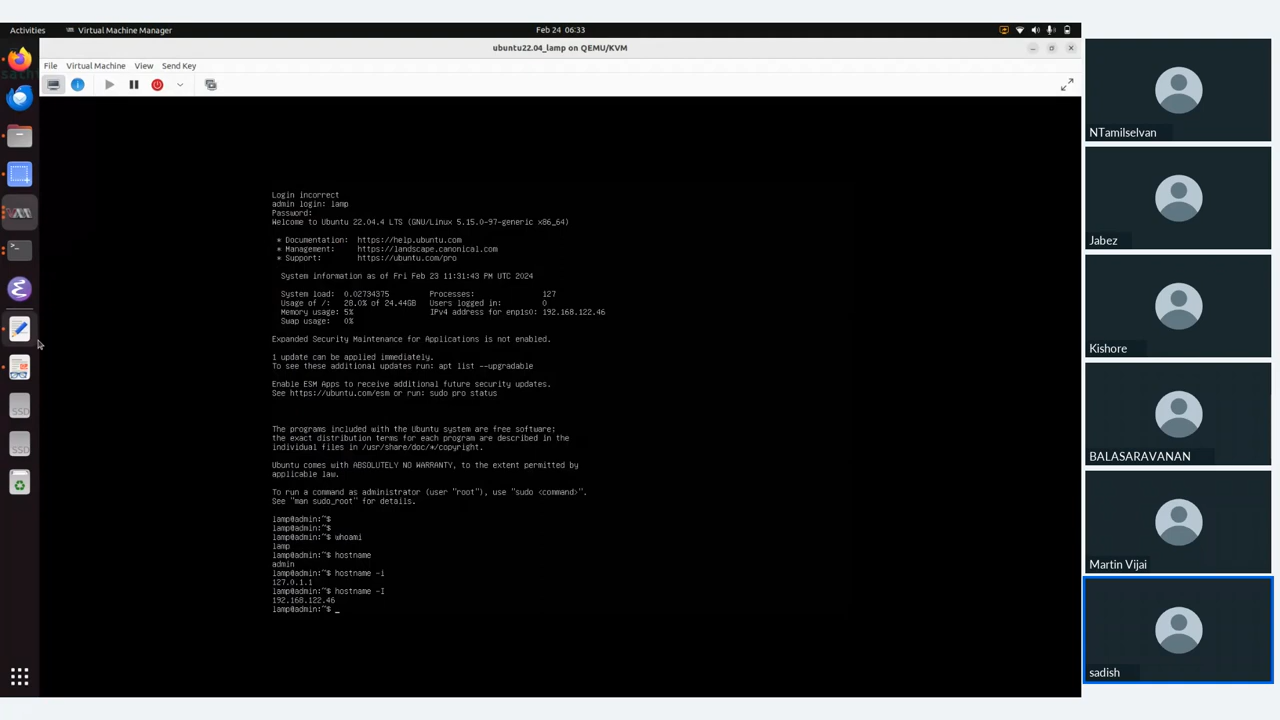 Activities
Virtual Machine Manager
Feb 24 06:33
ubuntu22.04_lamp on QEMU/KVM
File Virtual Machine View Send Key
Login incorrect
admin login: lamp
Password:
Welcome to Ubuntu 22.04.4 LTS (GNU/Linux 5.15.0-97-generic x86_64)
* Documentation: https://help.ubuntu.com
* Management: https://landscape.canonical.com
* Support: https://ubuntu.com/pro
System information as of Fri Feb 23 11:31:43 PM UTC 2024
System load: 0.02734375 Processes: 127
Usage of /: 28.0% of 24.44GB Users logged in: 0
Memory usage: 5% IPv4 address for enp1s0: 192.168.122.46
Swap usage: 0%
Expanded Security Maintenance for Applications is not enabled.
1 update can be applied immediately.
To see these additional updates run: apt list --upgradable
Enable ESM Apps to receive additional future security updates.
See https://ubuntu.com/esm or run: sudo pro status
The programs included with the Ubuntu system are free software;
the exact distribution terms for each program are described in the
individual files in /usr/share/doc/*/copyright.
Ubuntu comes with ABSOLUTELY NO WARRANTY, to the extent permitted by
applicable law.
To run a command as administrator (user "root"), use "sudo <command>".
See "man sudo_root" for details.
lamp@admin:~$
lamp@admin:~$
lamp@admin:~$ whoami
lamp
lamp@admin:~$ hostname
admin
lamp@admin:~$ hostname -i
127.0.1.1
lamp@admin:~$ hostname -I
192.168.122.46
lamp@admin:~$ _
SSD
SSD
NTamilselvan
Jabez
Kishore
BALASARAVANAN
Martin Vijai
sadish